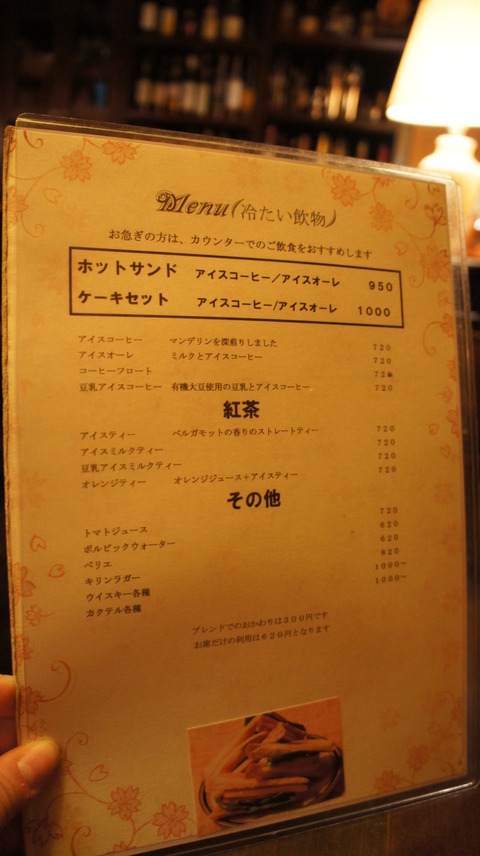 Menu(冷たい飲物)
お急ぎの方は、カウンターでのご飲食をおすすめします
ホットサンド アイスコーヒー／アイスオーレ 950
ケーキセット アイスコーヒー/アイスオーレ 1000
アイスコーヒー マンデリンを深煎りしました 720
アイスオーレ ミルクとアイスコーヒー 720
コーヒーフロート 72
豆乳アイスコーヒー 有機大豆使用の豆乳とアイスコーヒー 720
紅茶
アイスティー ベルガモットの香りのストレートティー 720
アイスミルクティー 720
豆乳アイスミルクティー 720
オレンジティー オレンジジュース+アイスティー 720
その他
トマトジュース 720
ボルビックウォーター 620
ペリエ 620
キリンラガー 820
ウイスキー各種 1000～
カクテル各種 1000～
ブレンドでのおかわりは３００円です
お席だけの利用は６２０円となります